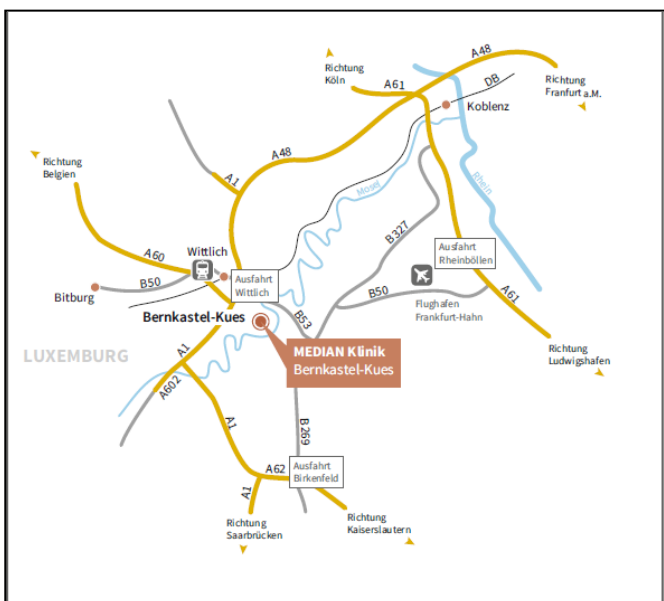 A48
Richtung
Köln
A61
DB
Richtung
Franfurt a.M.
Koblenz
A48
Richtung
Belgien
A1
Mosel
Rhein
B327
Wittlich
A60
Ausfahrt
Rheinböllen
B50
Bitburg
Ausfahrt
Wittlich
B50
A61
Flughafen
Frankfurt-Hahn
Bernkastel-Kues
B53
LUXEMBURG
A1
MEDIAN Klinik
Bernkastel-Kues
Richtung
Ludwigshafen
A602
A1
B269
A62
Ausfahrt
Birkenfeld
A1
Richtung
Saarbrücken
Richtung
Kaiserslautern